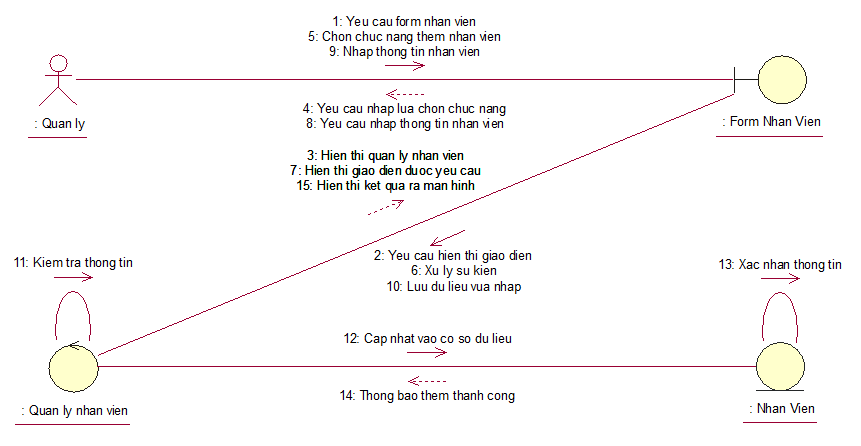 1: Yeu cau form nhan vien
5: Chon chuc nang them nhan vien
9: Nhap thong tin nhan vien
4: Yeu cau nhap lua chon chuc nang
8: Yeu cau nhap thong tin nhan vien
: Quan ly
: Form Nhan Vien
3: Hien thi quan ly nhan vien
7: Hien thi giao dien duoc yeu cau
15: Hien thi ket qua ra man hinh
2: Yeu cau hien thi giao dien
6: Xu ly su kien
10: Luu du lieu vua nhap
11: Kiem tra thong tin
13: Xac nhan thong tin
12: Cap nhat vao co so du lieu
14: Thong bao them thanh cong
: Quan ly nhan vien
: Nhan Vien